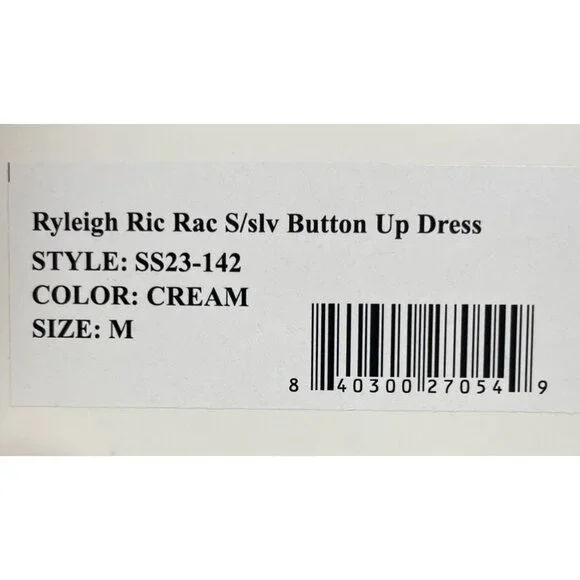 Ryleigh Ric Rac S/slv Button Up Dress
STYLE: SS23-142
COLOR: CREAM
SIZE: M
8 40300 27054 9